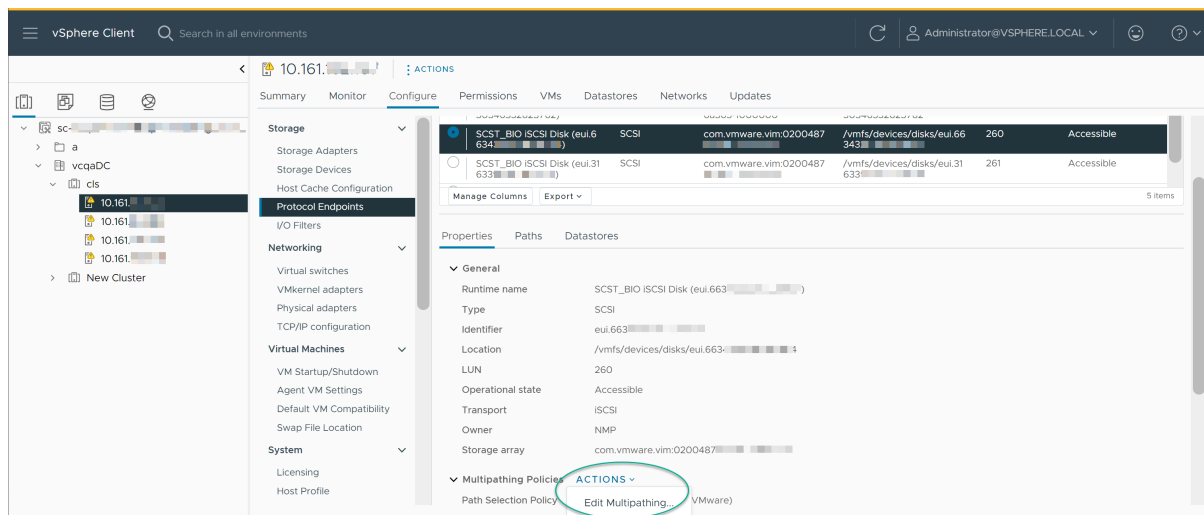 vSphere Client
Search in all environments
Administrator@VSPHERE.LOCAL
10.161.
ACTIONS
Summary Monitor Configure Permissions VMs Datastores Networks Updates
sc-
a
vcqaDC
cls
10.161.
10.161.
10.161.
10.161.
New Cluster
Storage
Storage Adapters
Storage Devices
Host Cache Configuration
Protocol Endpoints
I/O Filters
Networking
Virtual switches
VMkernel adapters
Physical adapters
TCP/IP configuration
Virtual Machines
VM Startup/Shutdown
Agent VM Settings
Default VM Compatibility
Swap File Location
System
Licensing
Host Profile
SCST_BIO iSCSI Disk (eui.6 SCSI com.vmware.vim:0200487 /vmfs/devices/disks/eui.66 260 Accessible
634 ) 343
SCST_BIO iSCSI Disk (eui.31 SCSI com.vmware.vim:0200487 /vmfs/devices/disks/eui.31 261 Accessible
633 ) 633
Manage Columns Export 5 items
Properties Paths Datastores
General
Runtime name SCST_BIO iSCSI Disk (eui.663 )
Type SCSI
Identifier eui.663
Location /vmfs/devices/disks/eui.663
LUN 260
Operational state Accessible
Transport iSCSI
Owner NMP
Storage array com.vmware.vim:0200487
Multipathing Policies ACTIONS
Path Selection Policy VMware)
Edit Multipathing...